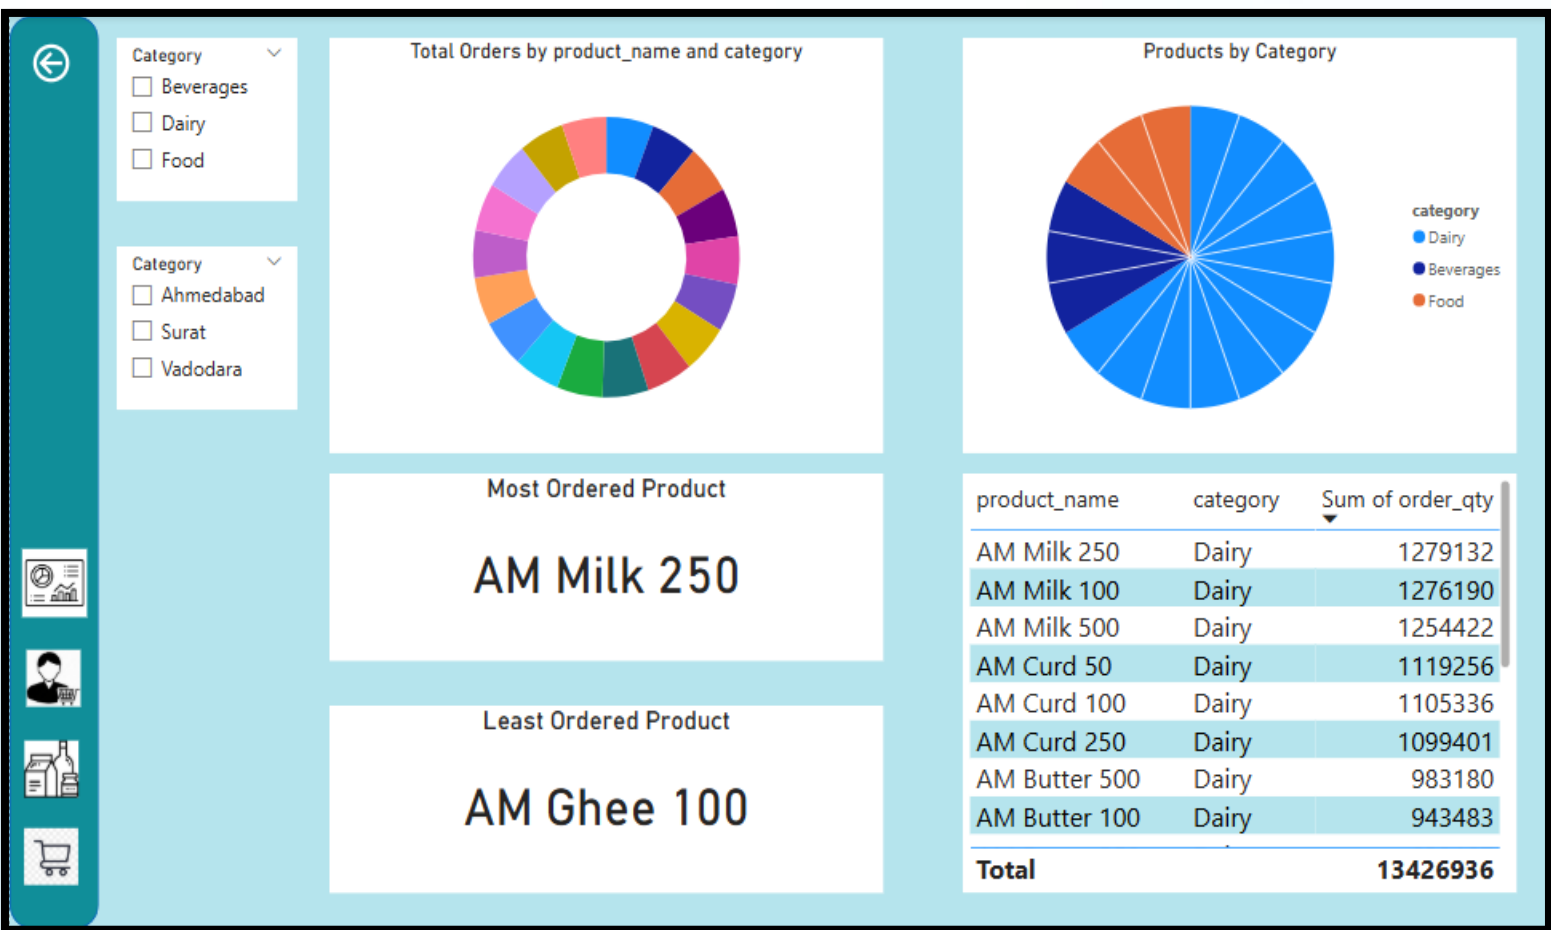 Category
Beverages
Dairy
Food
Category
Ahmedabad
Surat
Vadodara
Total Orders by product_name and category
Products by Category
category
Dairy
Beverages
Food
Most Ordered Product
AM Milk 250
Least Ordered Product
AM Ghee 100
product_name category Sum of order_qty
AM Milk 250 Dairy 1279132
AM Milk 100 Dairy 1276190
AM Milk 500 Dairy 1254422
AM Curd 50 Dairy 1119256
AM Curd 100 Dairy 1105336
AM Curd 250 Dairy 1099401
AM Butter 500 Dairy 983180
AM Butter 100 Dairy 943483
Total 13426936